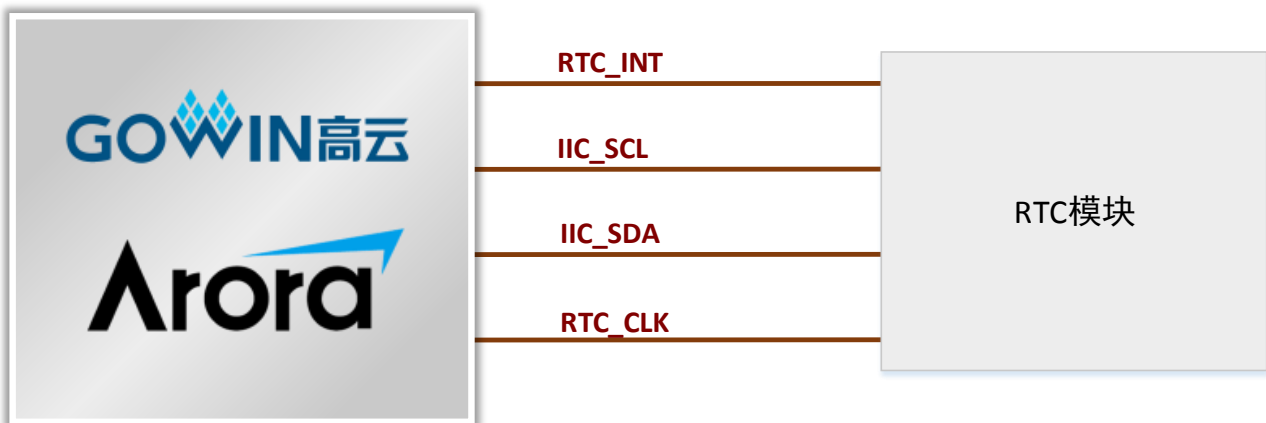 GOWIN高云
Arora
RTC_INT
IIC_SCL
IIC_SDA
RTC_CLK
RTC模块